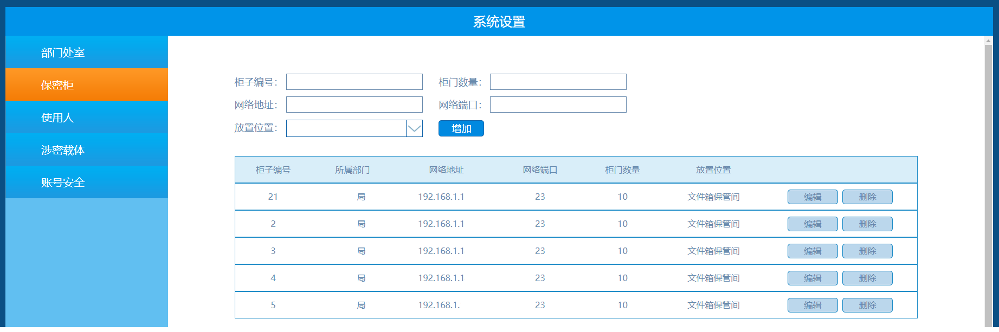 系统设置
部门处室
保密柜
使用人
涉密载体
账号安全
柜子编号： 柜门数量：
网络地址： 网络端口：
放置位置： 增加
柜子编号 所属部门 网络地址 网络端口 柜门数量 放置位置
21 局 192.168.1.1 23 10 文件箱保管间 编辑 删除
2 局 192.168.1.1 23 10 文件箱保管间 编辑 删除
3 局 192.168.1.1 23 10 文件箱保管间 编辑 删除
4 局 192.168.1.1 23 10 文件箱保管间 编辑 删除
5 局 192.168.1. 23 10 文件箱保管间 编辑 删除